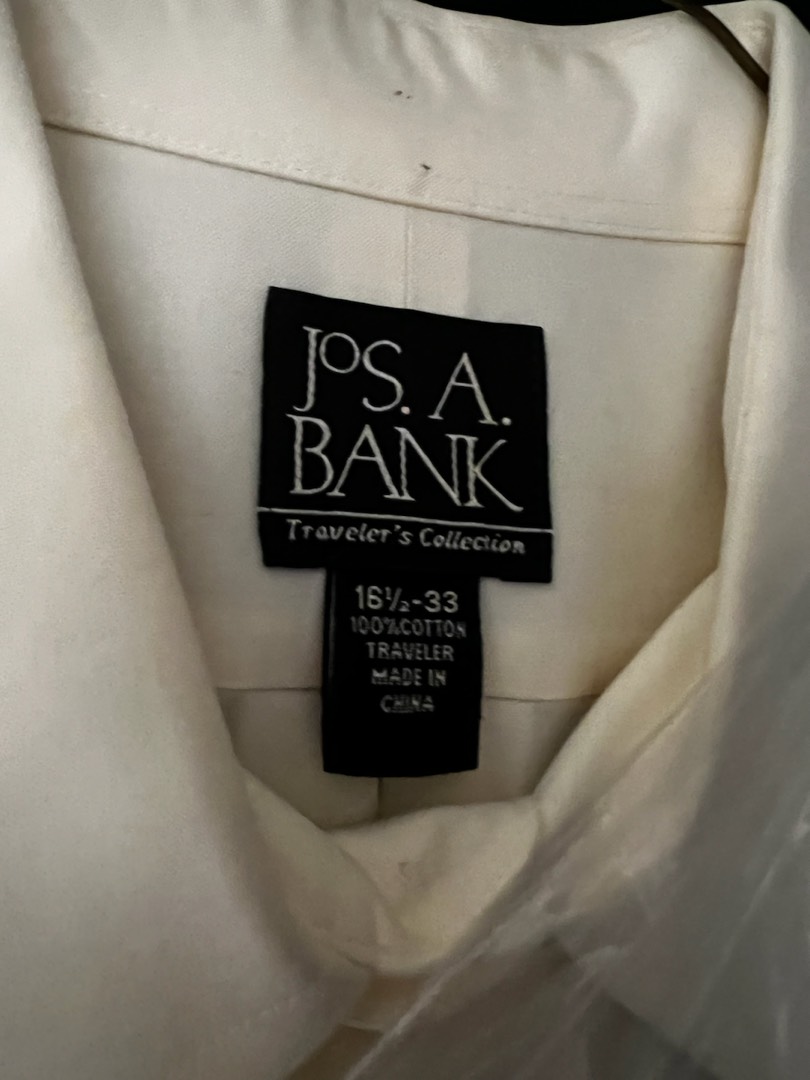 JOS. A.
BANK
Traveler's Collection
16½-33
100%COTTON
TRAVELER
MADE IN
CHINA